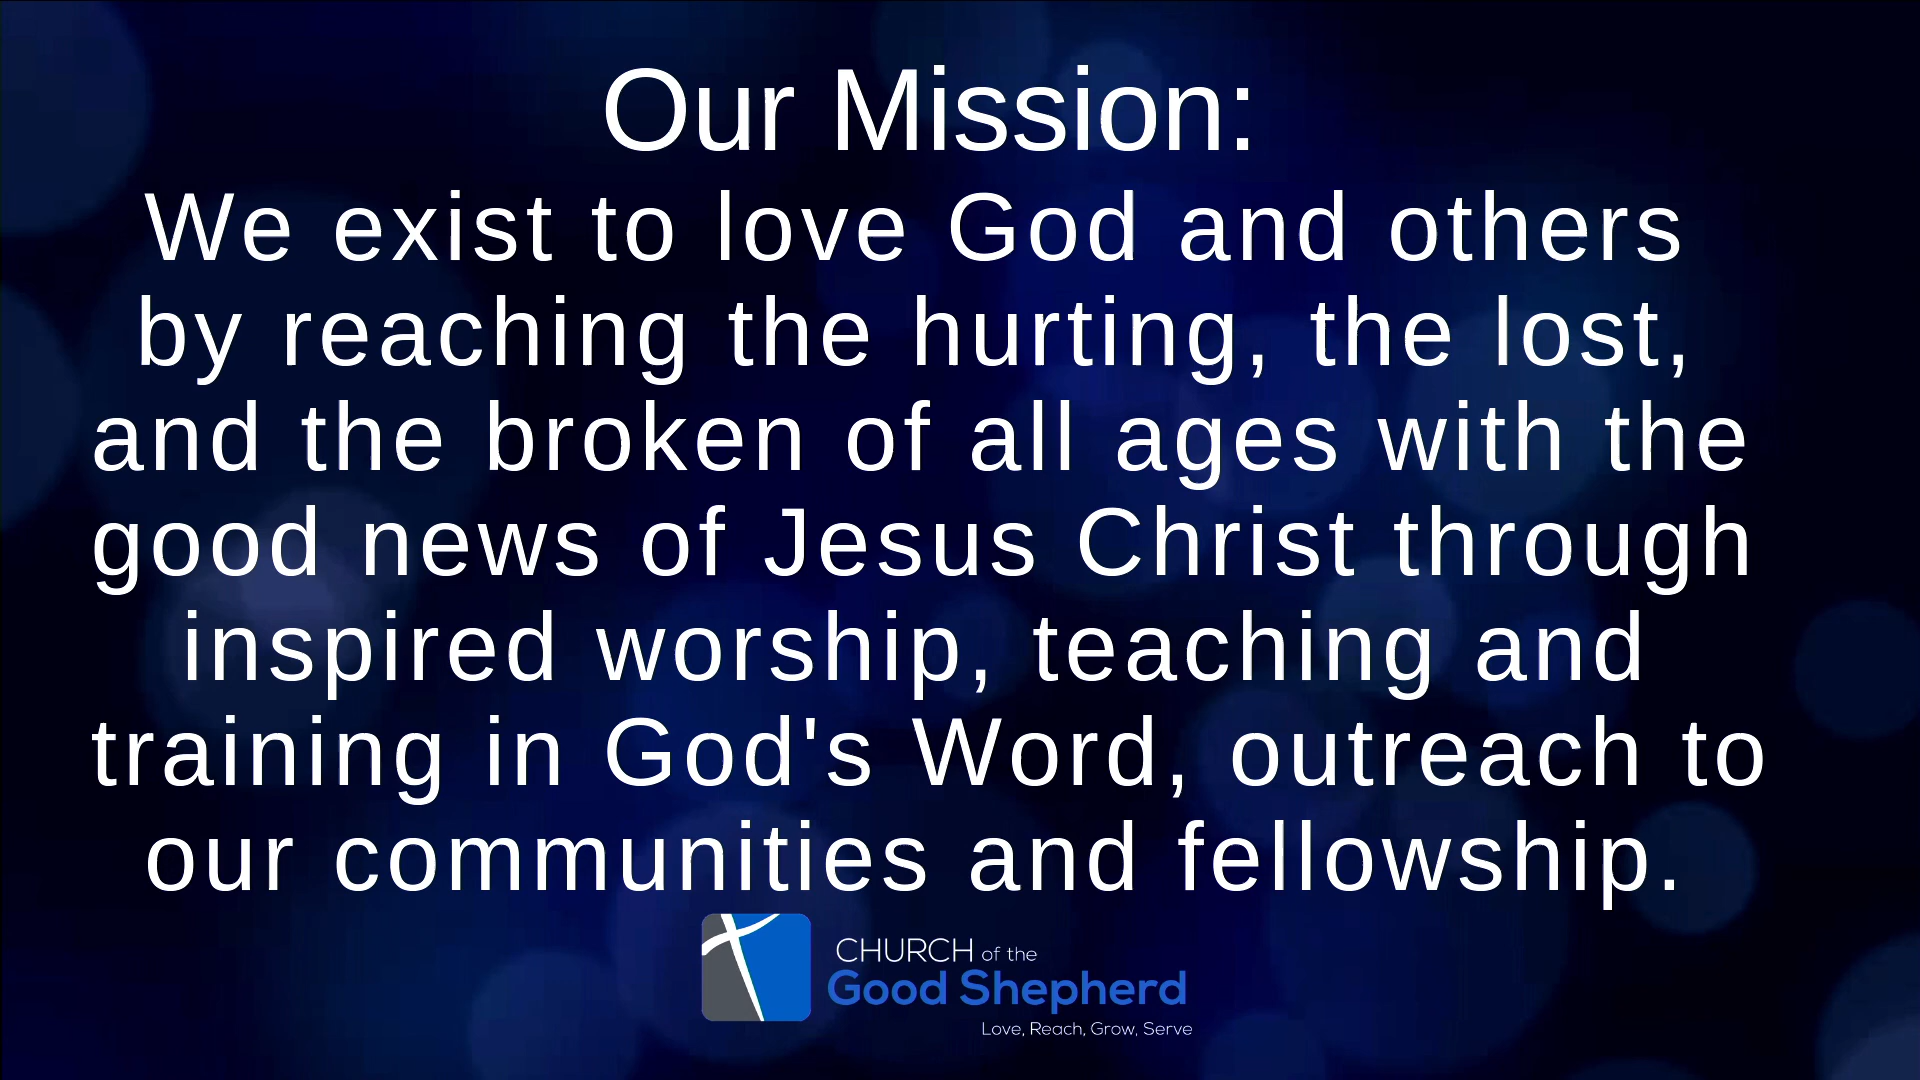 Our Mission:
We exist to love God and others
by reaching the hurting, the lost,
and the broken of all ages with the
good news of Jesus Christ through
inspired worship, teaching and
training in God's Word, outreach to
our communities and fellowship.
CHURCH of the
Good Shepherd
Love, Reach, Grow, Serve